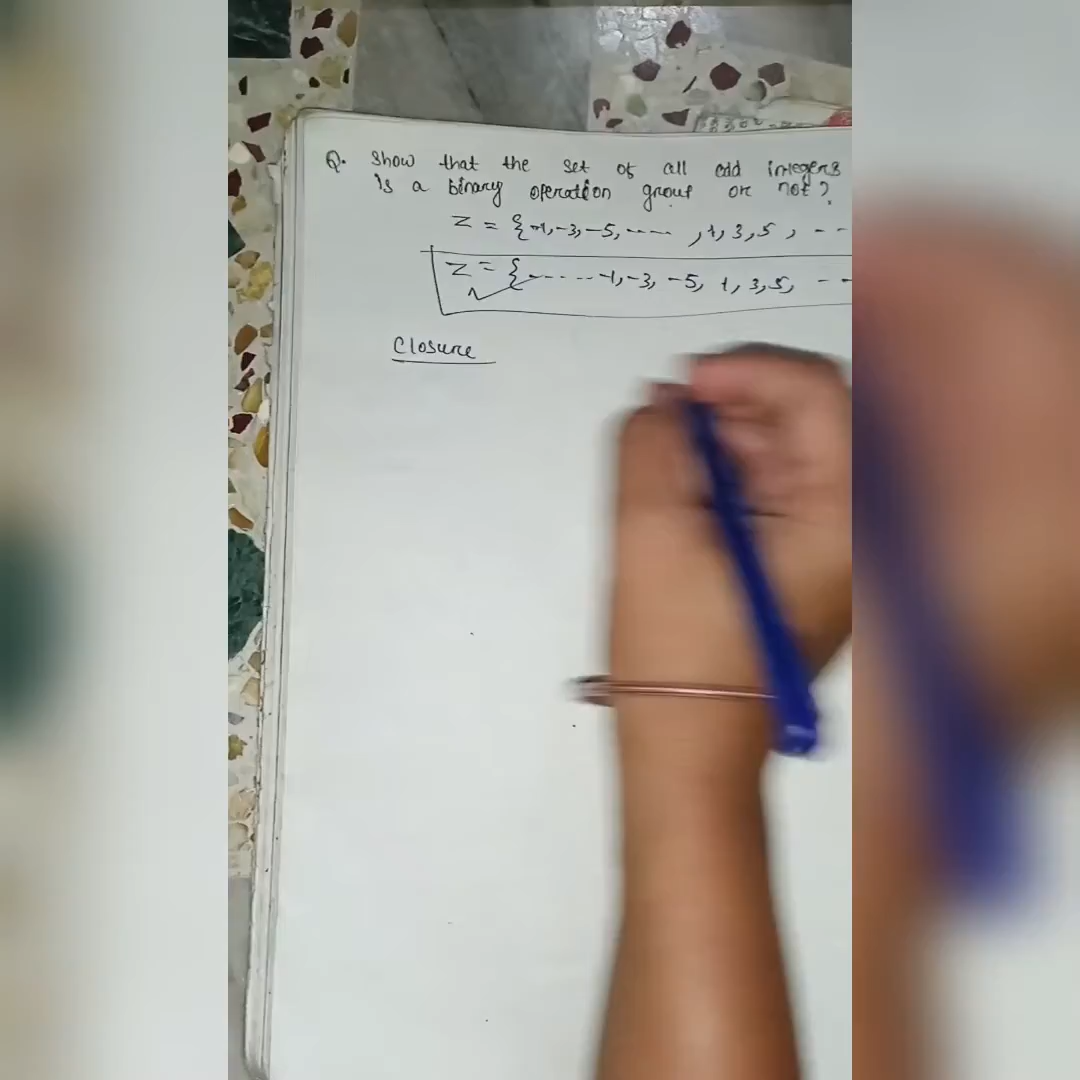 Q. Show that the set of all odd integers
is a binary operation group or not?
Z = {-1, -3, -5, ------ , 1, 3, 5, - -
Z = {------ -1, -3, -5, 1, 3, 5, - -
Closure